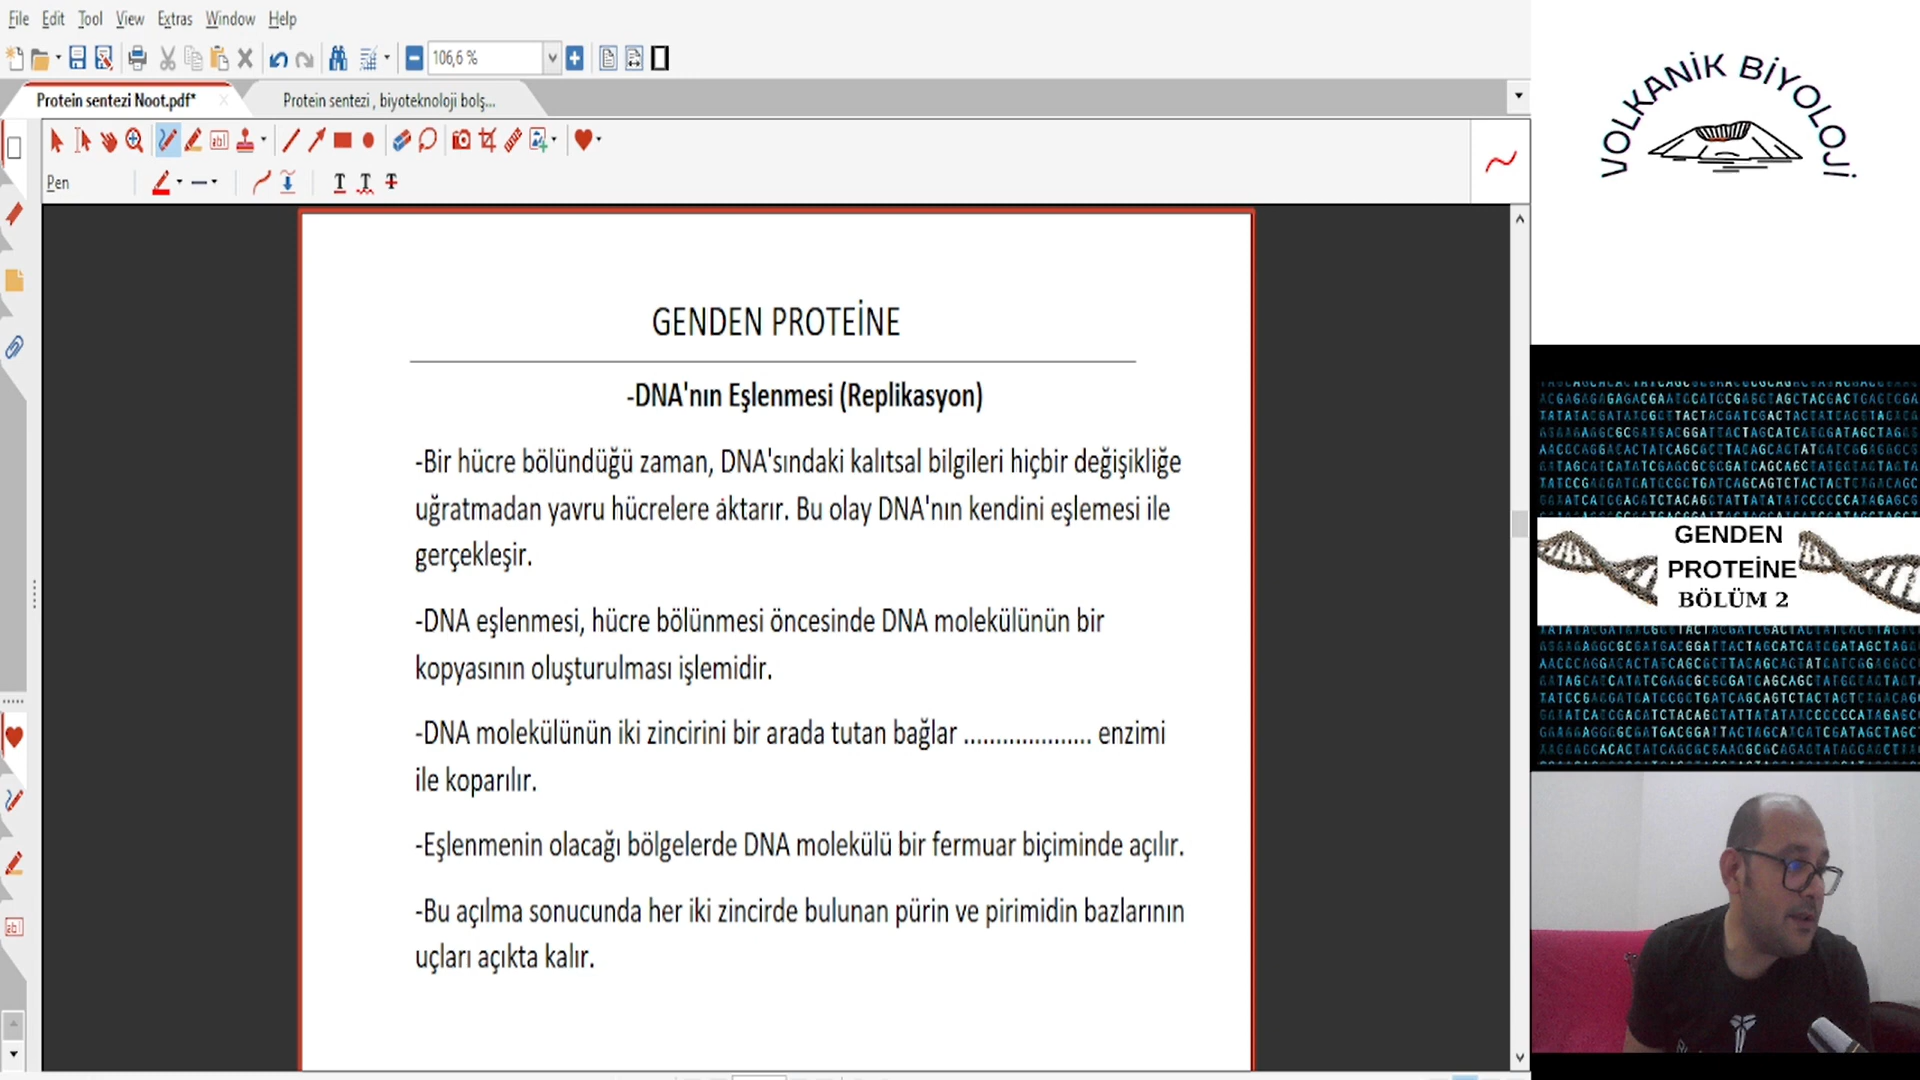 File Edit Tool View Extras Window Help
106,6 %
Protein sentezi Noot.pdf*
Protein sentezi , biyoteknoloji bolş...
Pen
GENDEN PROTEİNE
-DNA'nın Eşlenmesi (Replikasyon)
-Bir hücre bölündüğü zaman, DNA'sındaki kalıtsal bilgileri hiçbir değişikliğe
uğratmadan yavru hücrelere aktarır. Bu olay DNA'nın kendini eşlemesi ile
gerçekleşir.
-DNA eşlenmesi, hücre bölünmesi öncesinde DNA molekülünün bir
kopyasının oluşturulması işlemidir.
-DNA molekülünün iki zincirini bir arada tutan bağlar .................... enzimi
ile koparılır.
-Eşlenmenin olacağı bölgelerde DNA molekülü bir fermuar biçiminde açılır.
-Bu açılma sonucunda her iki zincirde bulunan pürin ve pirimidin bazlarının
uçları açıkta kalır.
VOLKANİK BİYOLOJİ
GENDEN
PROTEİNE
BÖLÜM 2